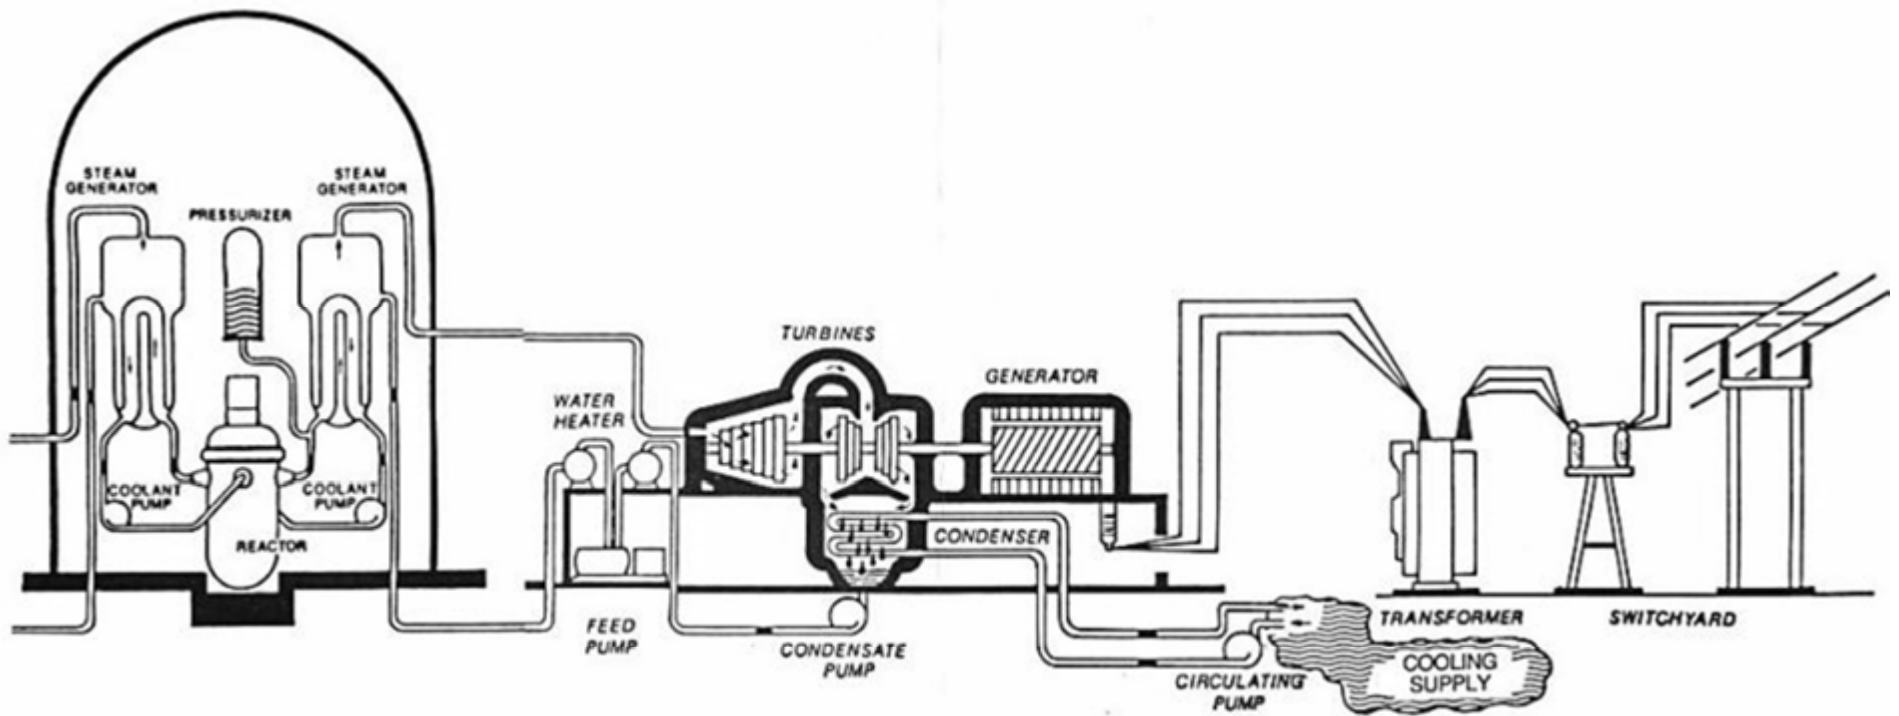 STEAM
GENERATOR
STEAM
GENERATOR
PRESSURIZER
COOLANT
PUMP
COOLANT
PUMP
REACTOR
WATER
HEATER
FEED
PUMP
TURBINES
GENERATOR
CONDENSER
CONDENSATE
PUMP
CIRCULATING
PUMP
COOLING
SUPPLY
TRANSFORMER
SWITCHYARD